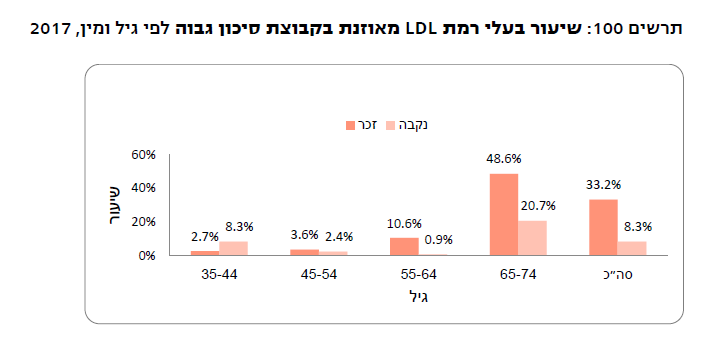 תרשים 100: שיעור בעלי רמת LDL מאוזנת בקבוצת סיכון גבוה לפי גיל ומין, 2017
זכר נקבה
שיעור
60%
40%
20%
0%
2.7% 8.3% 3.6% 2.4% 10.6% 0.9% 48.6% 20.7% 33.2% 8.3%
35-44 45-54 55-64 65-74 סה״כ
גיל